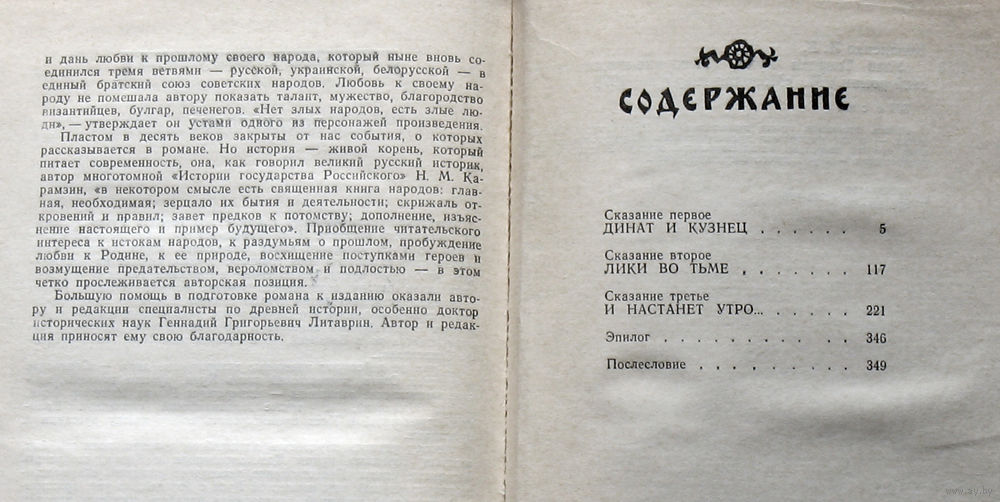 и дань любви к прошлому своего народа, который ныне вновь со-
единился тремя ветвями — русской, украинской, белорусской — в
единый братский союз советских народов. Любовь к своему на-
роду не помешала автору показать талант, мужество, благородство
византийцев, булгар, печенегов. «Нет злых народов, есть злые лю-
ди», — утверждает он устами одного из персонажей произведения.
Пластом в десять веков закрыты от нас события, о которых
рассказывается в романе. Но история — живой корень, который
питает современность, она, как говорил великий русский историк,
автор многотомной «Истории государства Российского» Н. М. Ка-
рамзин, «в некотором смысле есть священная книга народов: глав-
ная, необходимая; зерцало их бытия и деятельности; скрижаль от-
кровений и правил; завет предков к потомству; дополнение, изъяс-
нение настоящего и пример будущего». Приобщение читательского
интереса к истокам народов, к раздумьям о прошлом, пробуждение
любви к Родине, к ее природе, восхищение поступками героев и
возмущение предательством, вероломством и подлостью — в этом
четко прослеживается авторская позиция.
Большую помощь в подготовке романа к изданию оказали авто-
ру и редакции специалисты по древней истории, особенно доктор
исторических наук Геннадий Григорьевич Литаврин. Автор и редак-
ция приносят ему свою благодарность.
СОДЕРЖАНИЕ
Сказание первое
ДИНАТ И КУЗНЕЦ . . . . . . 5
Сказание второе
ЛИКИ ВО ТЬМЕ . . . . . . . 117
Сказание третье
И НАСТАНЕТ УТРО... . . . . . . 221
Эпилог . . . . . . . . . . 346
Послесловие . . . . . . . . 349
www.ay.by